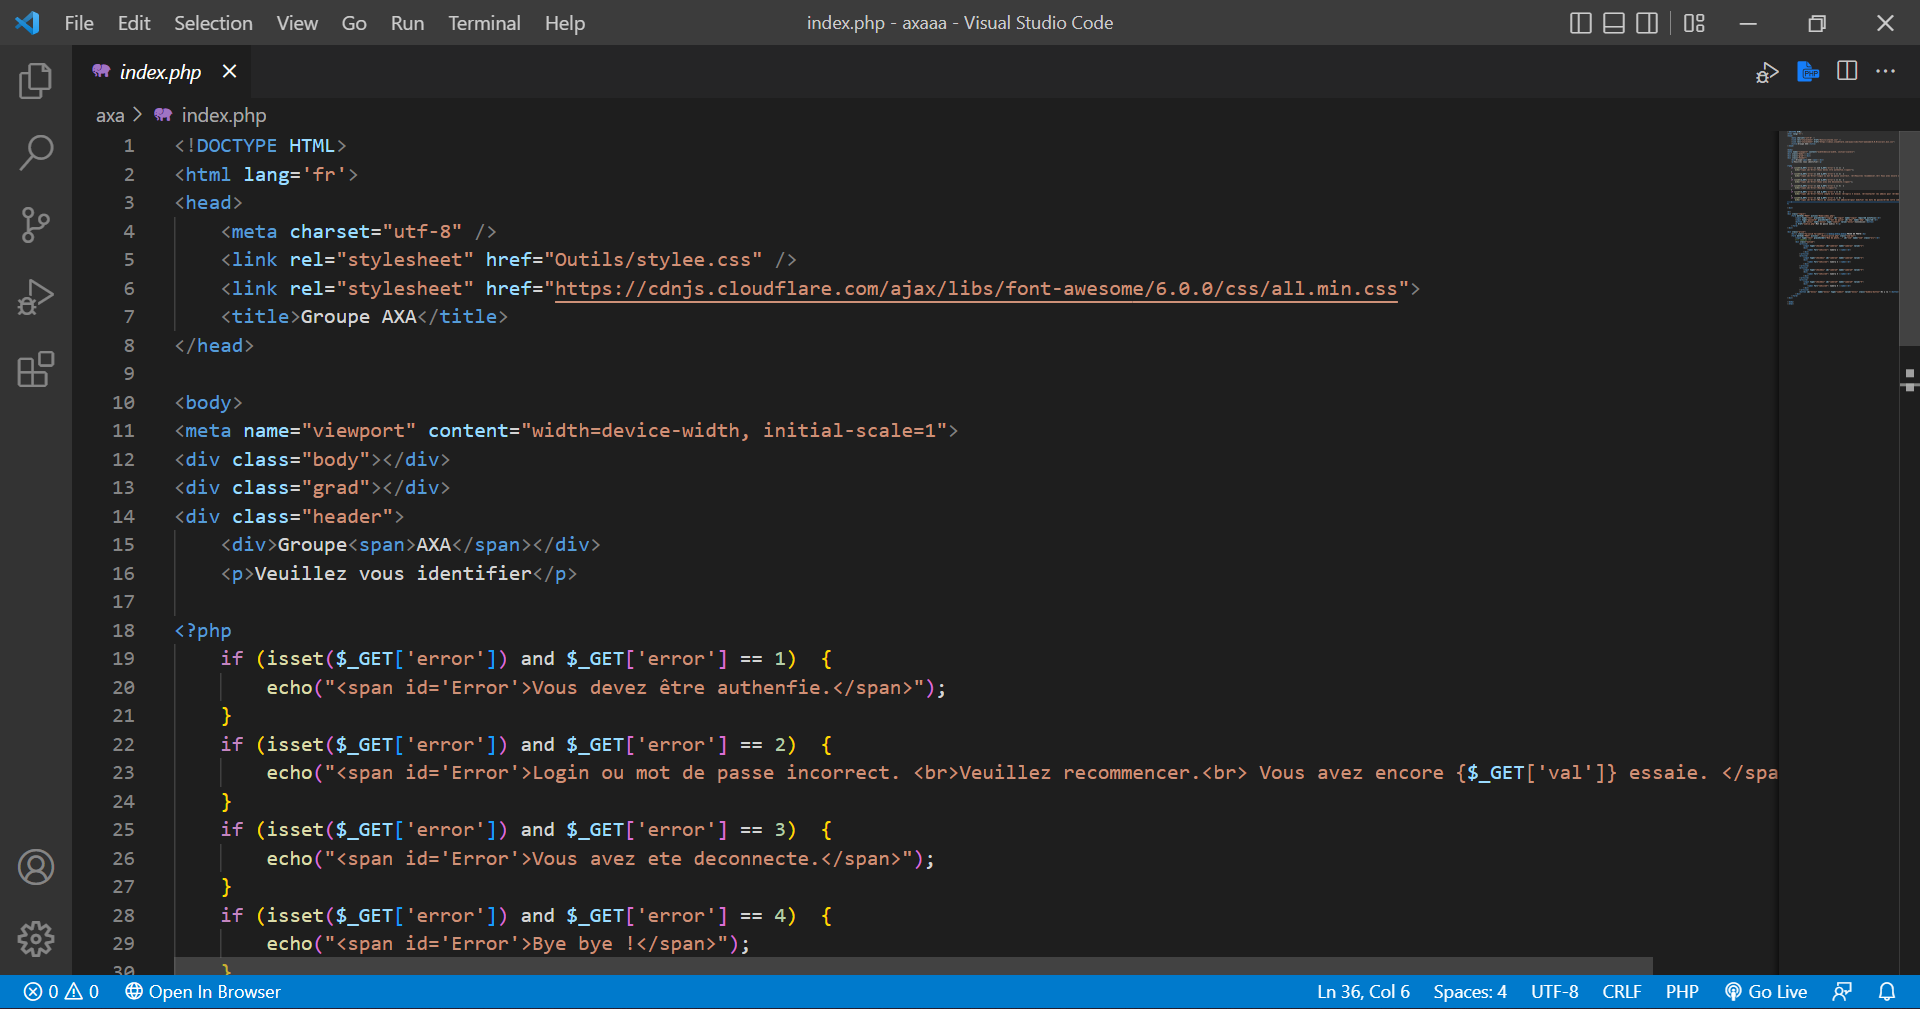 File Edit Selection View Go Run Terminal Help index.php - axaaa - Visual Studio Code
index.php
axa > index.php
1 <!DOCTYPE HTML>
2 <html lang='fr'>
3 <head>
4 <meta charset="utf-8" />
5 <link rel="stylesheet" href="Outils/stylee.css" />
6 <link rel="stylesheet" href="https://cdnjs.cloudflare.com/ajax/libs/font-awesome/6.0.0/css/all.min.css">
7 <title>Groupe AXA</title>
8 </head>
9
10 <body>
11 <meta name="viewport" content="width=device-width, initial-scale=1">
12 <div class="body"></div>
13 <div class="grad"></div>
14 <div class="header">
15 <div>Groupe<span>AXA</span></div>
16 <p>Veuillez vous identifier</p>
17
18 <?php
19 if (isset($_GET['error']) and $_GET['error'] == 1)  {
20 echo("<span id='Error'>Vous devez être authenfie.</span>");
21 }
22 if (isset($_GET['error']) and $_GET['error'] == 2)  {
23 echo("<span id='Error'>Login ou mot de passe incorrect. <br>Veuillez recommencer.<br> Vous avez encore {$_GET['val']} essaie. </spa
24 }
25 if (isset($_GET['error']) and $_GET['error'] == 3)  {
26 echo("<span id='Error'>Vous avez ete deconnecte.</span>");
27 }
28 if (isset($_GET['error']) and $_GET['error'] == 4)  {
29 echo("<span id='Error'>Bye bye !</span>");
30 }
0 0 Open In Browser Ln 36, Col 6 Spaces: 4 UTF-8 CRLF PHP Go Live